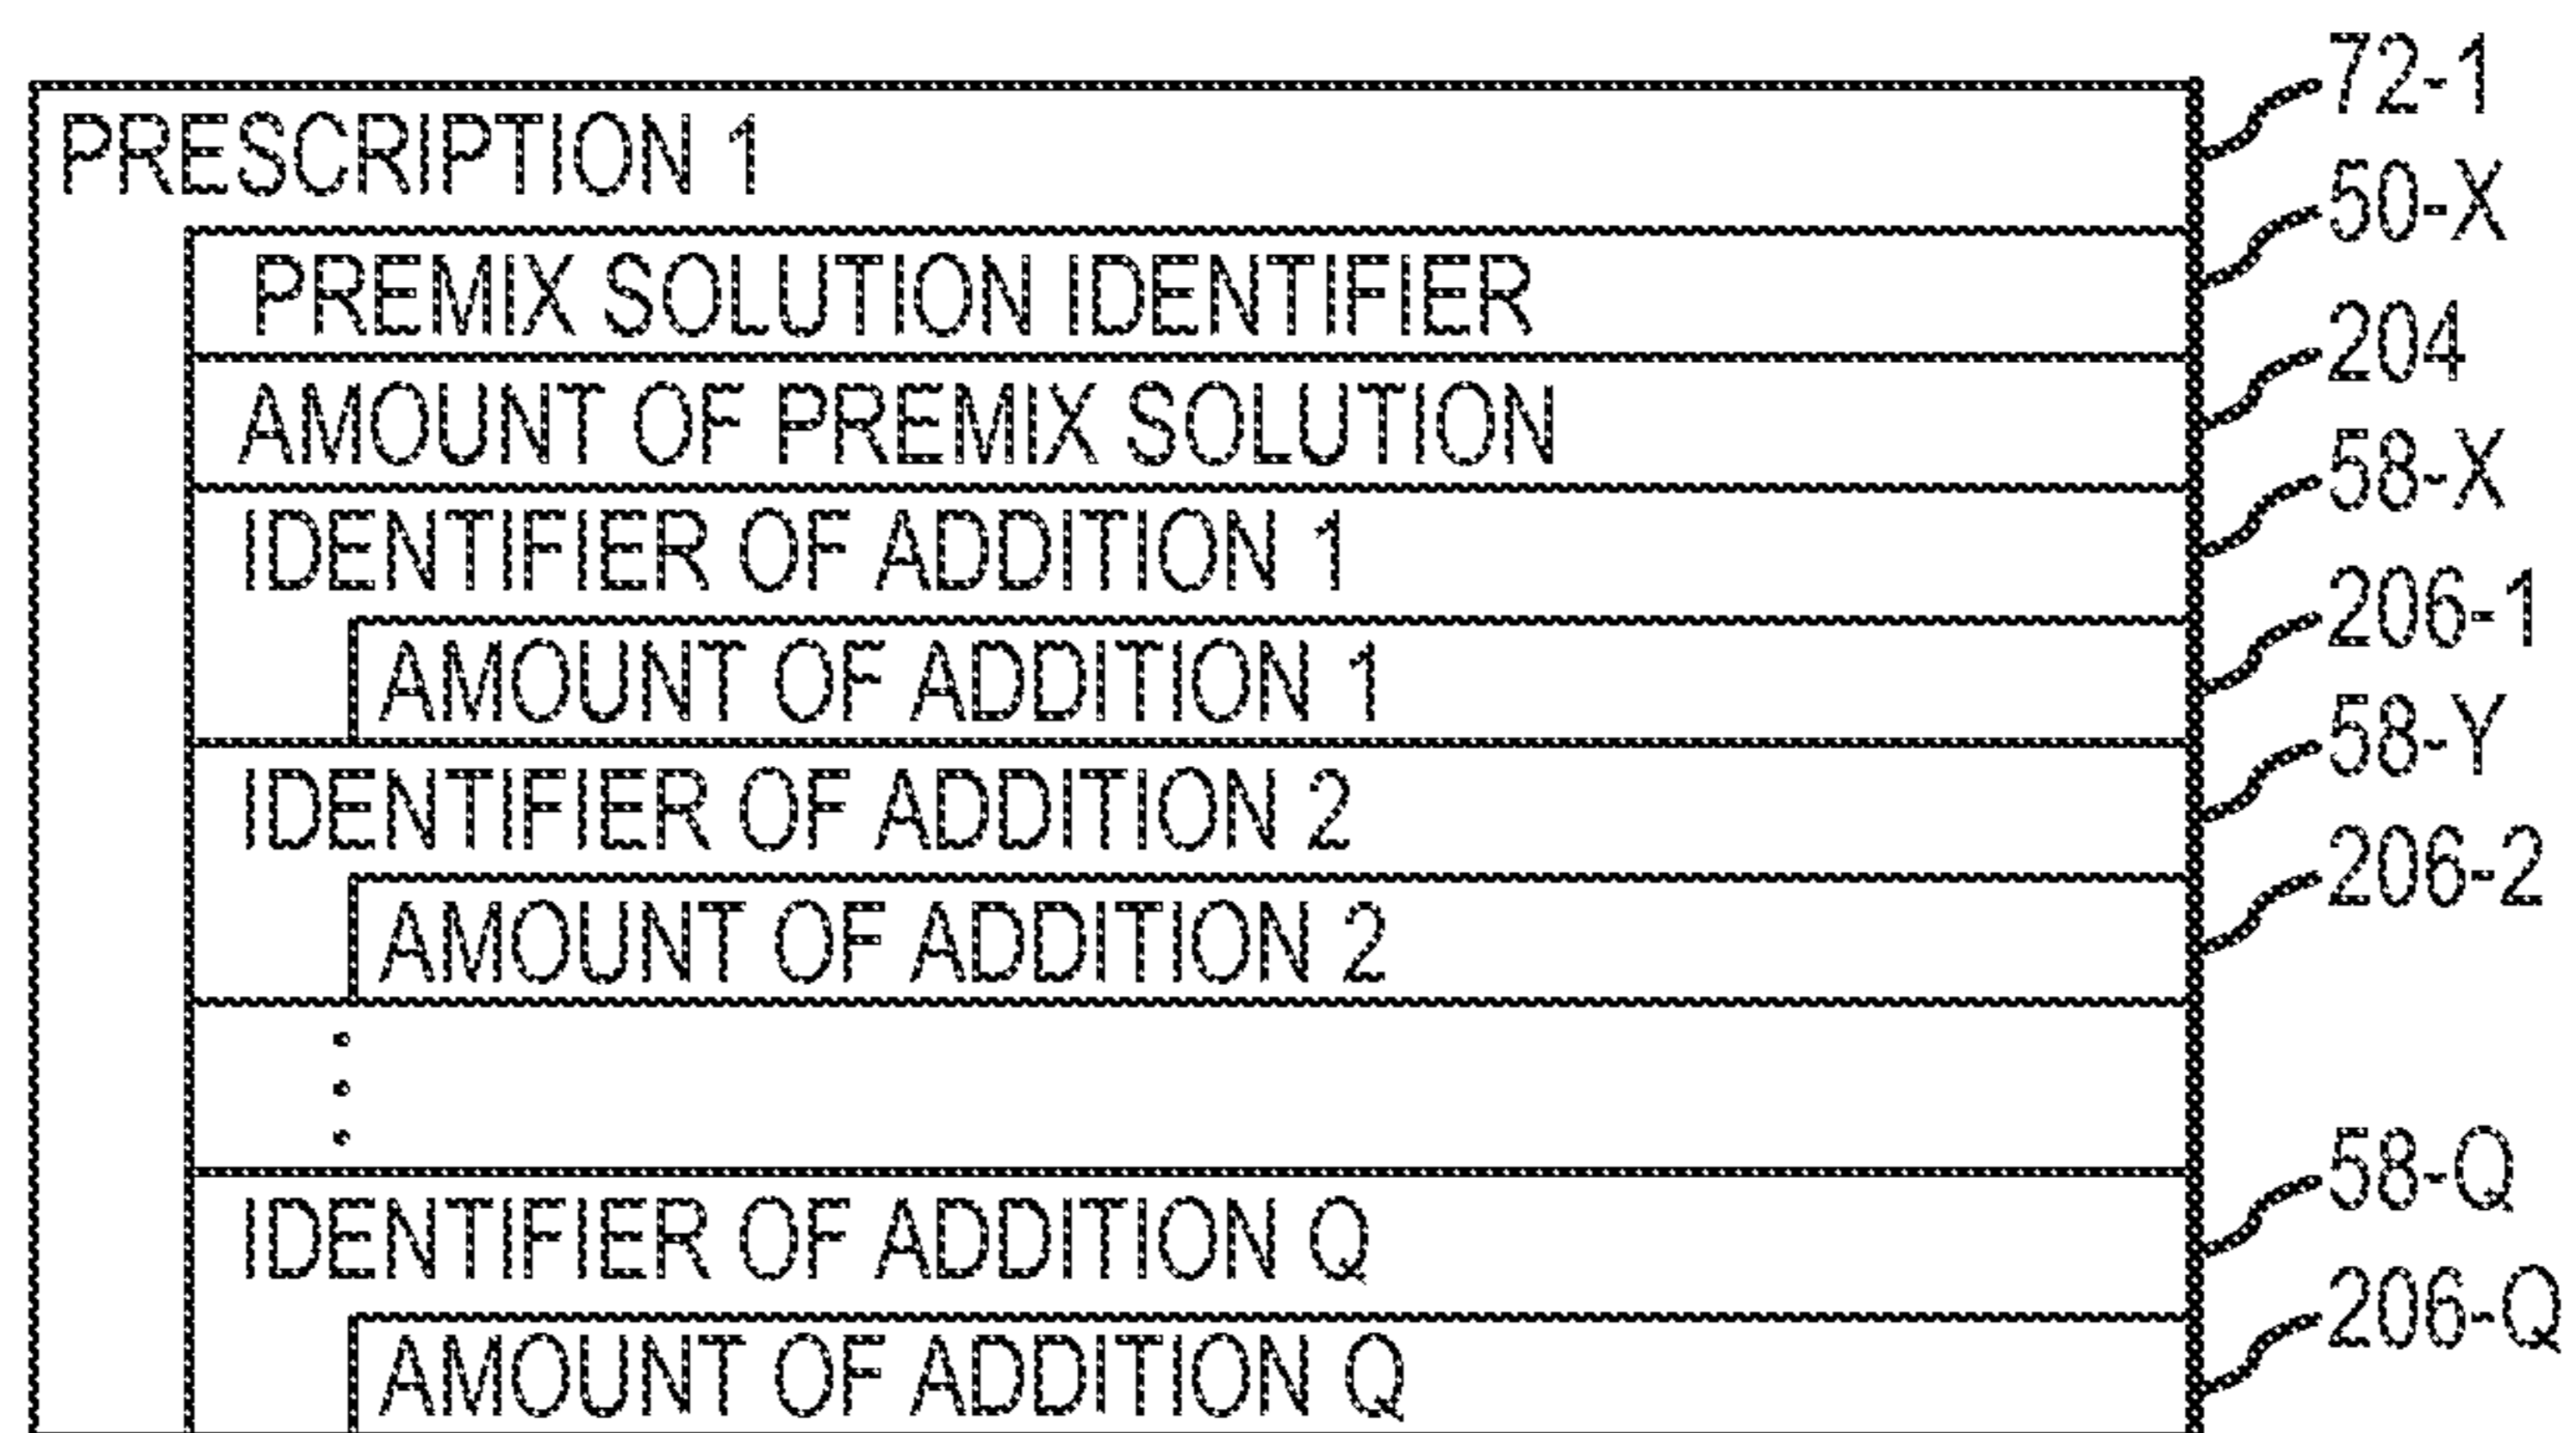 PRESCRIPTION 1 72-1
PREMIX SOLUTION IDENTIFIER 50-X
AMOUNT OF PREMIX SOLUTION 204
IDENTIFIER OF ADDITION 1 58-X
AMOUNT OF ADDITION 1 206-1
IDENTIFIER OF ADDITION 2 58-Y
AMOUNT OF ADDITION 2 206-2
IDENTIFIER OF ADDITION Q 58-Q
AMOUNT OF ADDITION Q 206-Q